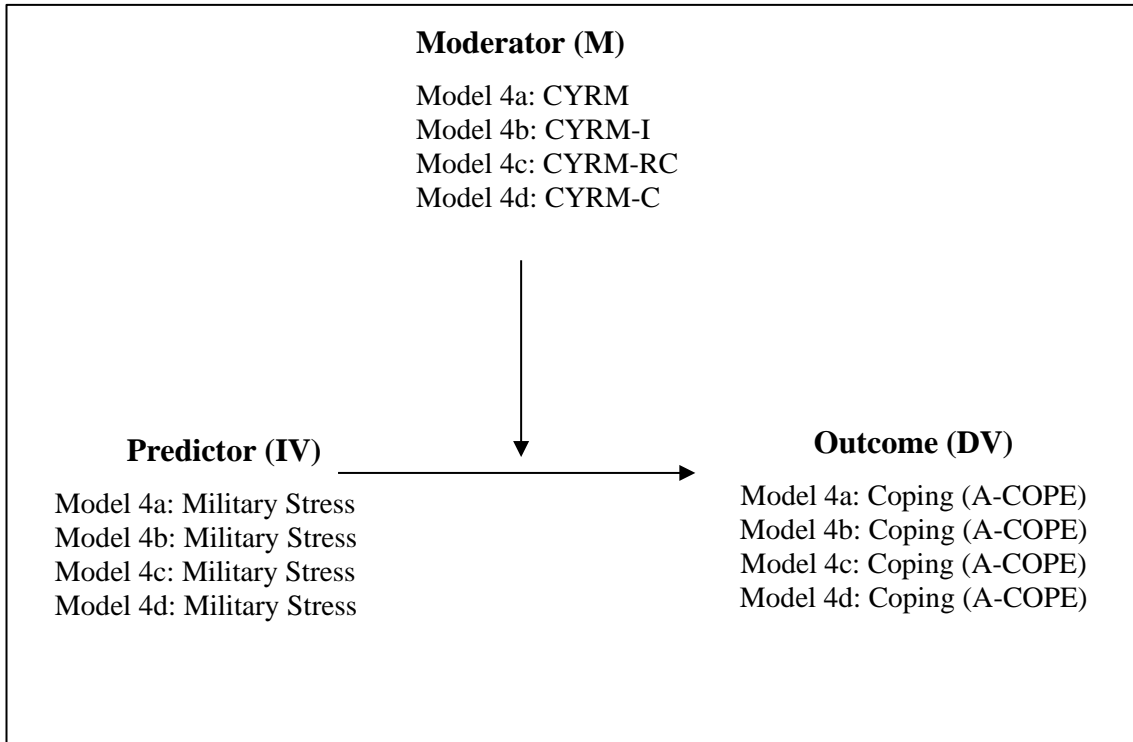 Moderator (M)
Model 4a: CYRM
Model 4b: CYRM-I
Model 4c: CYRM-RC
Model 4d: CYRM-C
Predictor (IV)
Model 4a: Military Stress
Model 4b: Military Stress
Model 4c: Military Stress
Model 4d: Military Stress
Outcome (DV)
Model 4a: Coping (A-COPE)
Model 4b: Coping (A-COPE)
Model 4c: Coping (A-COPE)
Model 4d: Coping (A-COPE)